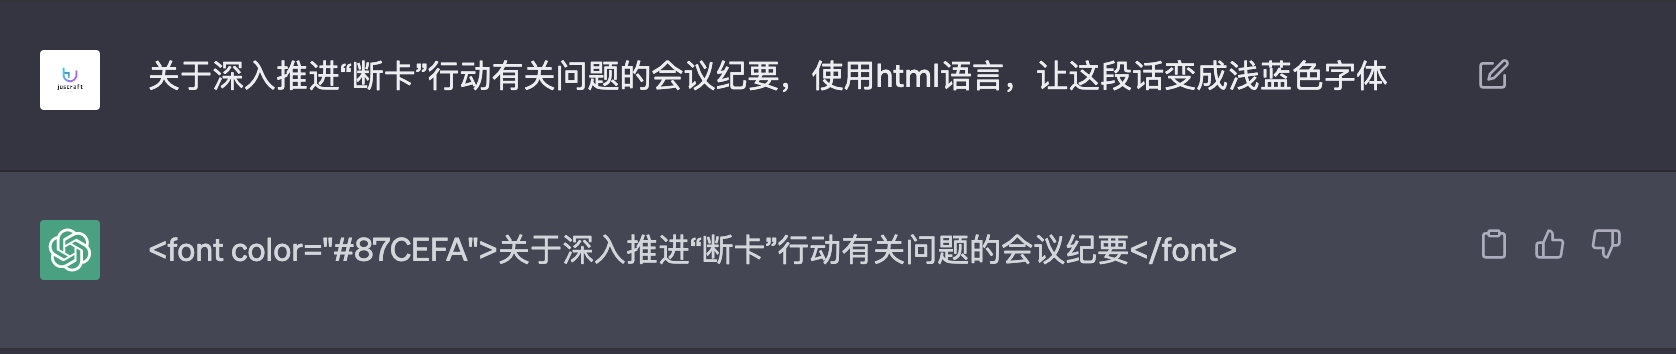 juscraft
关于深入推进“断卡”行动有关问题的会议纪要，使用html语言，让这段话变成浅蓝色字体
<font color="#87CEFA">关于深入推进“断卡”行动有关问题的会议纪要</font>